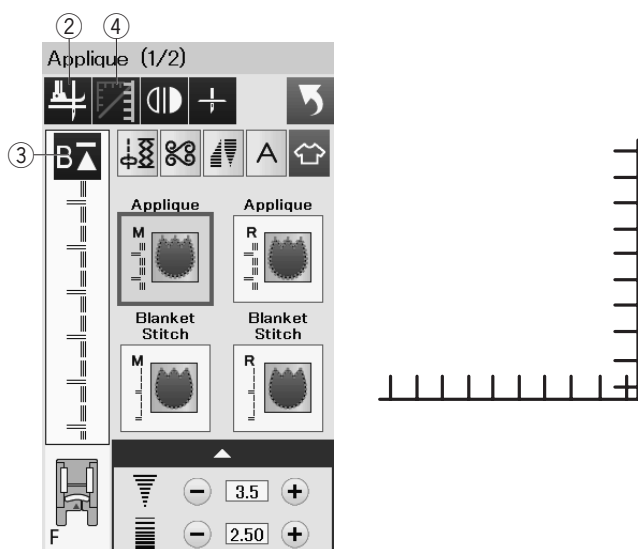 ② ④
Applique (1/2)
③ B A
Applique Applique
M R
Blanket Blanket
Stitch Stitch
M R
3.5
F 2.50